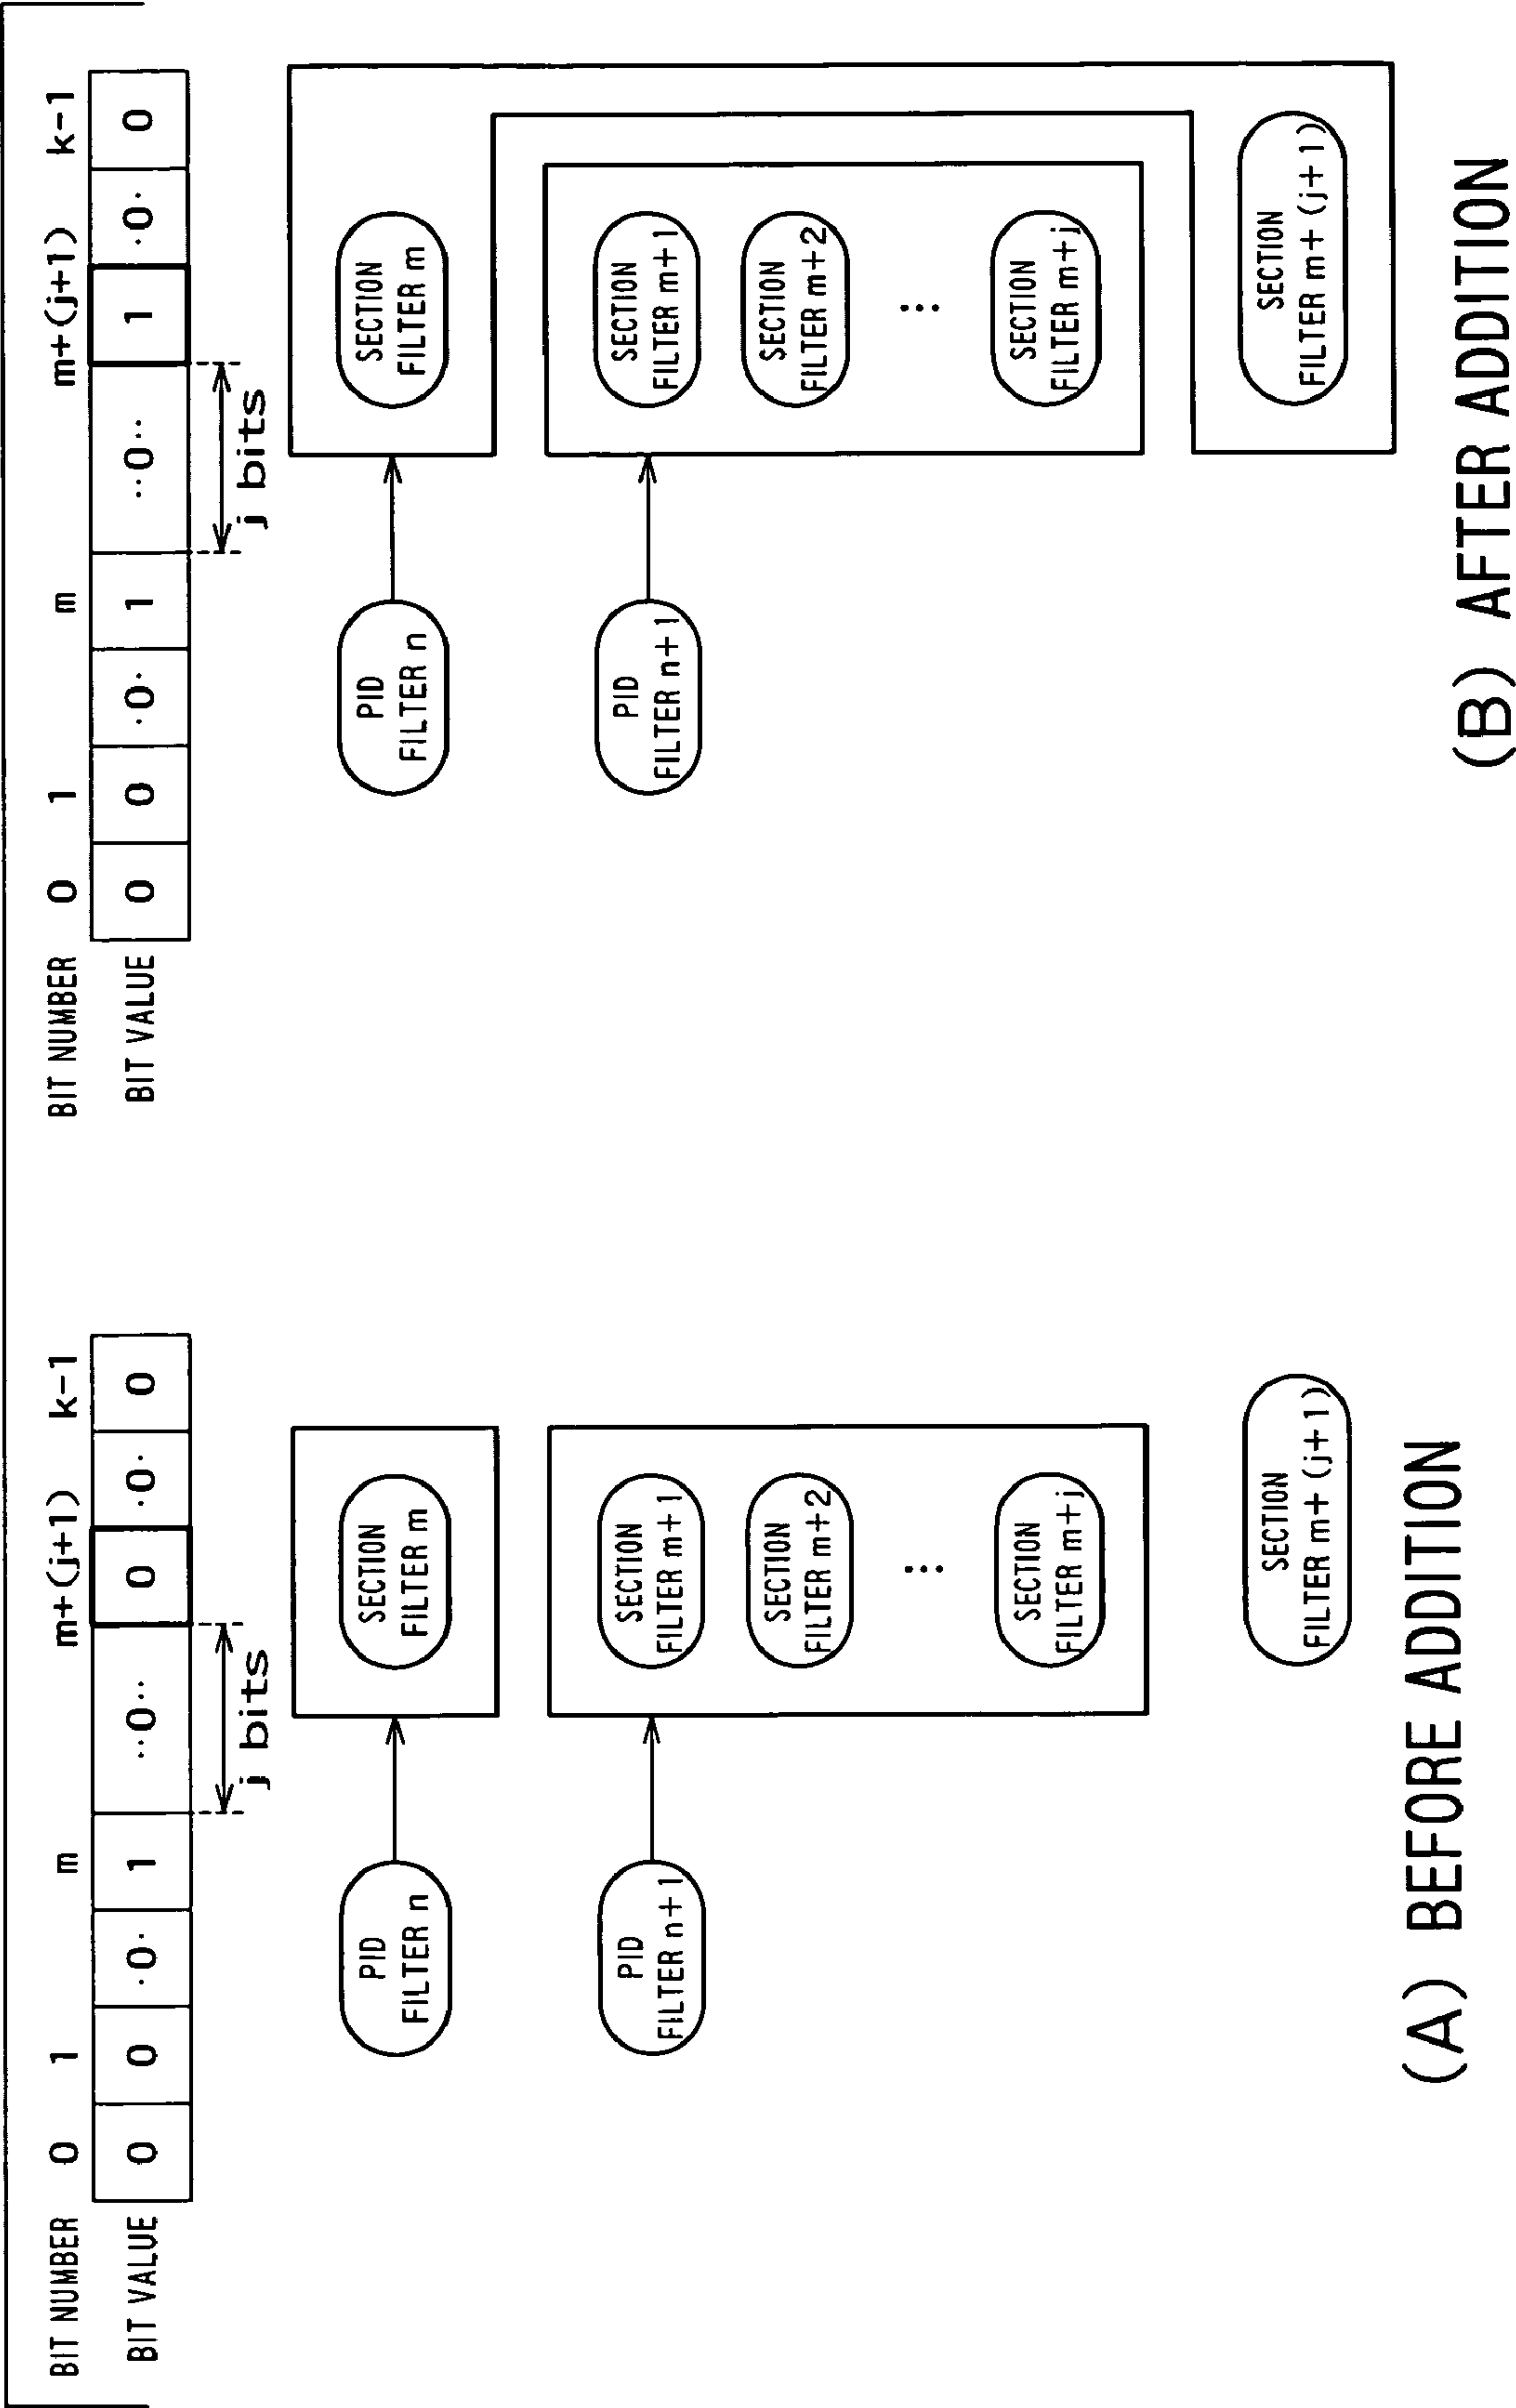 BIT NUMBER 0 1 m m+(j+1) k-1
BIT VALUE 0 0 ·0· 1 ··0·· 0 ·0· 0
j bits
PID
FILTER n
SECTION
FILTER m
PID
FILTER n+1
SECTION
FILTER m+1
SECTION
FILTER m+2
⋮
SECTION
FILTER m+j
SECTION
FILTER m+(j+1)
(A) BEFORE ADDITION
BIT NUMBER 0 1 m m+(j+1) k-1
BIT VALUE 0 0 ·0· 1 ··0·· 1 ·0· 0
j bits
PID
FILTER n
SECTION
FILTER m
PID
FILTER n+1
SECTION
FILTER m+1
SECTION
FILTER m+2
⋮
SECTION
FILTER m+j
SECTION
FILTER m+(j+1)
(B) AFTER ADDITION